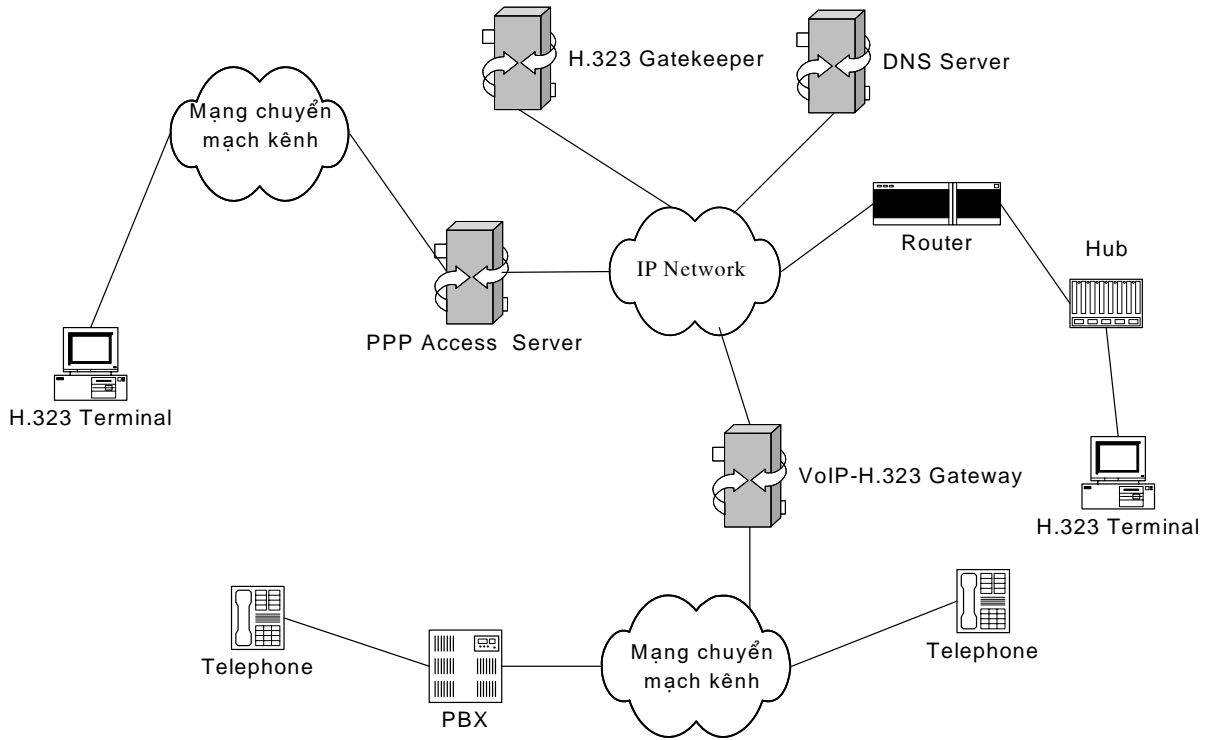 H.323 Gatekeeper
DNS Server
Mạng chuyển
mạch kênh
Router
Hub
IP Network
PPP Access Server
H.323 Terminal
VoIP-H.323 Gateway
H.323 Terminal
Telephone
PBX
Mạng chuyển
mạch kênh
Telephone